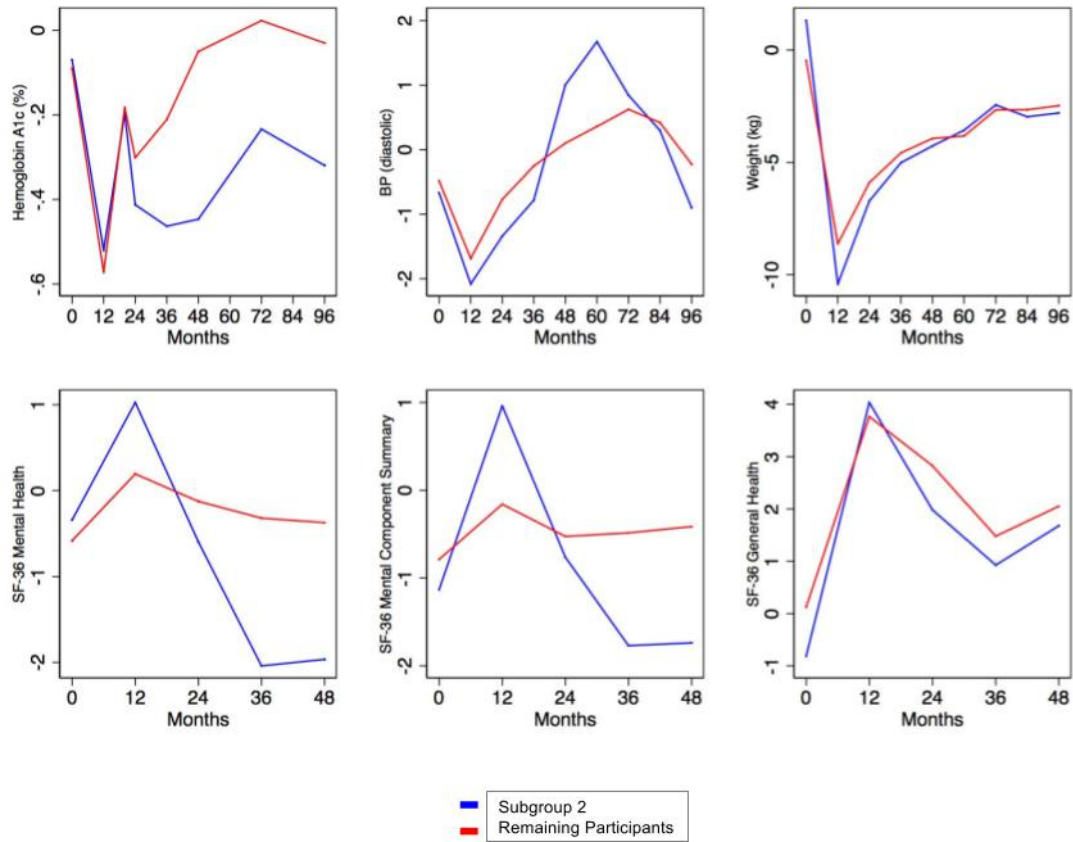 Hemoglobin A1c (%)
0
-.2
-.4
-.6
0 12 24 36 48 60 72 84 96
Months
BP (diastolic)
2
1
0
-1
-2
0 12 24 36 48 60 72 84 96
Months
Weight (kg)
0
-5
-10
0 12 24 36 48 60 72 84 96
Months
SF-36 Mental Health
1
0
-1
-2
0 12 24 36 48
Months
SF-36 Mental Component Summary
1
0
-1
-2
0 12 24 36 48
Months
SF-36 General Health
4
3
2
1
0
-1
0 12 24 36 48
Months
Subgroup 2
Remaining Participants